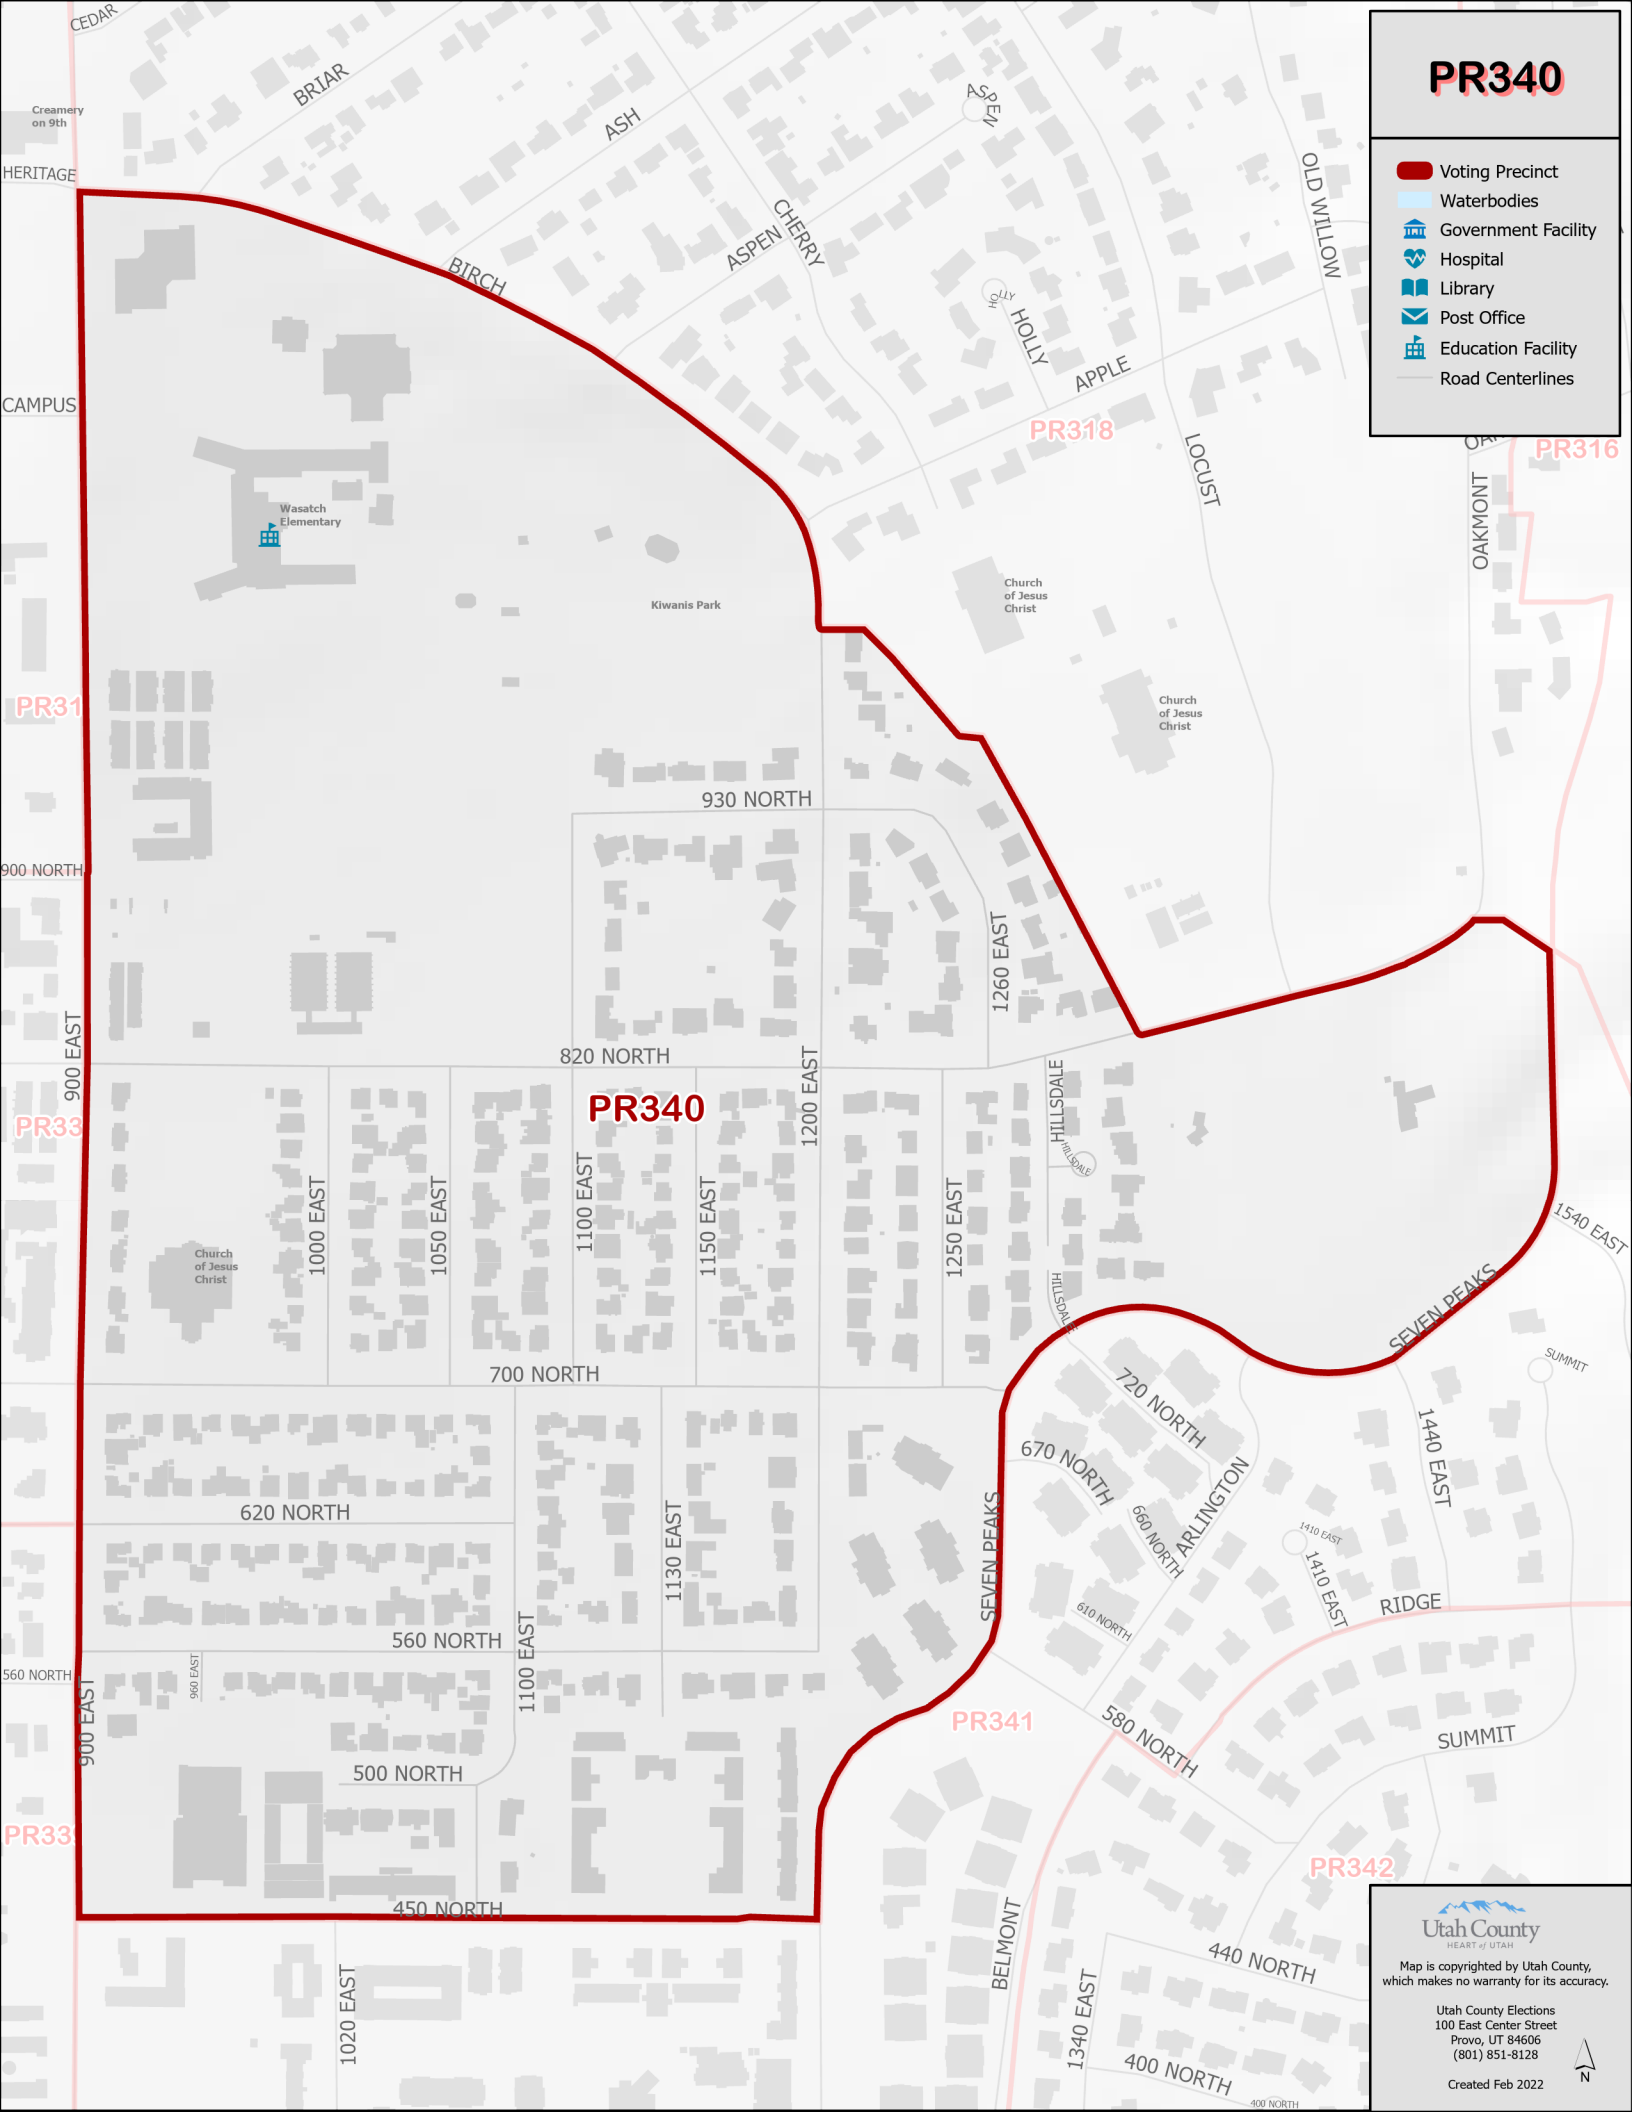 CEDAR
BRIAR
ASH
ASPEN
PR340
Creamery
on 9th
HERITAGE
OLD WILLOW
Voting Precinct
Waterbodies
Government Facility
Hospital
Library
Post Office
Education Facility
Road Centerlines
CHERRY
ASPEN
BIRCH
HOLLY
HOLLY
APPLE
CAMPUS
PR318
LOCUST
PR316
OAKMONT
Wasatch
Elementary
Kiwanis Park
Church
of Jesus
Christ
PR31
Church
of Jesus
Christ
930 NORTH
900 NORTH
1260 EAST
900 EAST
820 NORTH
1200 EAST
HILLSDALE
PR340
PR33
HILLSDALE
1000 EAST
1050 EAST
1100 EAST
1150 EAST
1250 EAST
1540 EAST
Church
of Jesus
Christ
HILLSDALE
SEVEN PEAKS
SUMMIT
700 NORTH
720 NORTH
1440 EAST
670 NORTH
ARLINGTON
620 NORTH
1130 EAST
SEVEN PEAKS
660 NORTH
1410 EAST
1410 EAST
RIDGE
610 NORTH
560 NORTH
1100 EAST
560 NORTH
960 EAST
900 EAST
PR341
580 NORTH
SUMMIT
500 NORTH
PR339
PR342
450 NORTH
BELMONT
440 NORTH
1020 EAST
1340 EAST
400 NORTH
400 NORTH
Utah County
HEART of UTAH
Map is copyrighted by Utah County,
which makes no warranty for its accuracy.
Utah County Elections
100 East Center Street
Provo, UT 84606
(801) 851-8128
N
Created Feb 2022